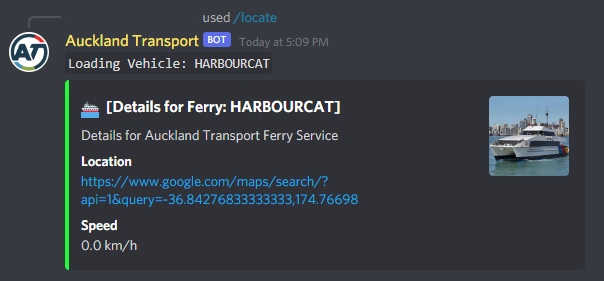 used /locate
AT
Auckland Transport BOT Today at 5:09 PM
Loading Vehicle: HARBOURCAT
[Details for Ferry: HARBOURCAT]
Details for Auckland Transport Ferry Service
Location
https://www.google.com/maps/search/?
api=1&query=-36.84276833333333,174.76698
Speed
0.0 km/h